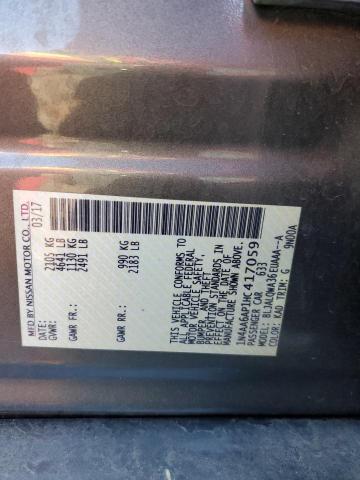 MFD BY NISSAN MOTOR CO., LTD.
DATE: 03/17
GVWR: 2105 KG
4641 LB
GAWR FR: 1130 KG
2491 LB
GAWR RR: 990 KG
2183 LB
THIS VEHICLE CONFORMS TO
ALL APPLICABLE FEDERAL
MOTOR VEHICLE SAFETY,
BUMPER, AND THEFT
PREVENTION STANDARDS IN
EFFECT ON THE DATE OF
MANUFACTURE SHOWN ABOVE.
1N4AA6AP1HC417059
PASSENGER CAR 633
MODEL: BLJNLQWA36EUAAA--A
COLOR: KAD TRIM: G 9N00A